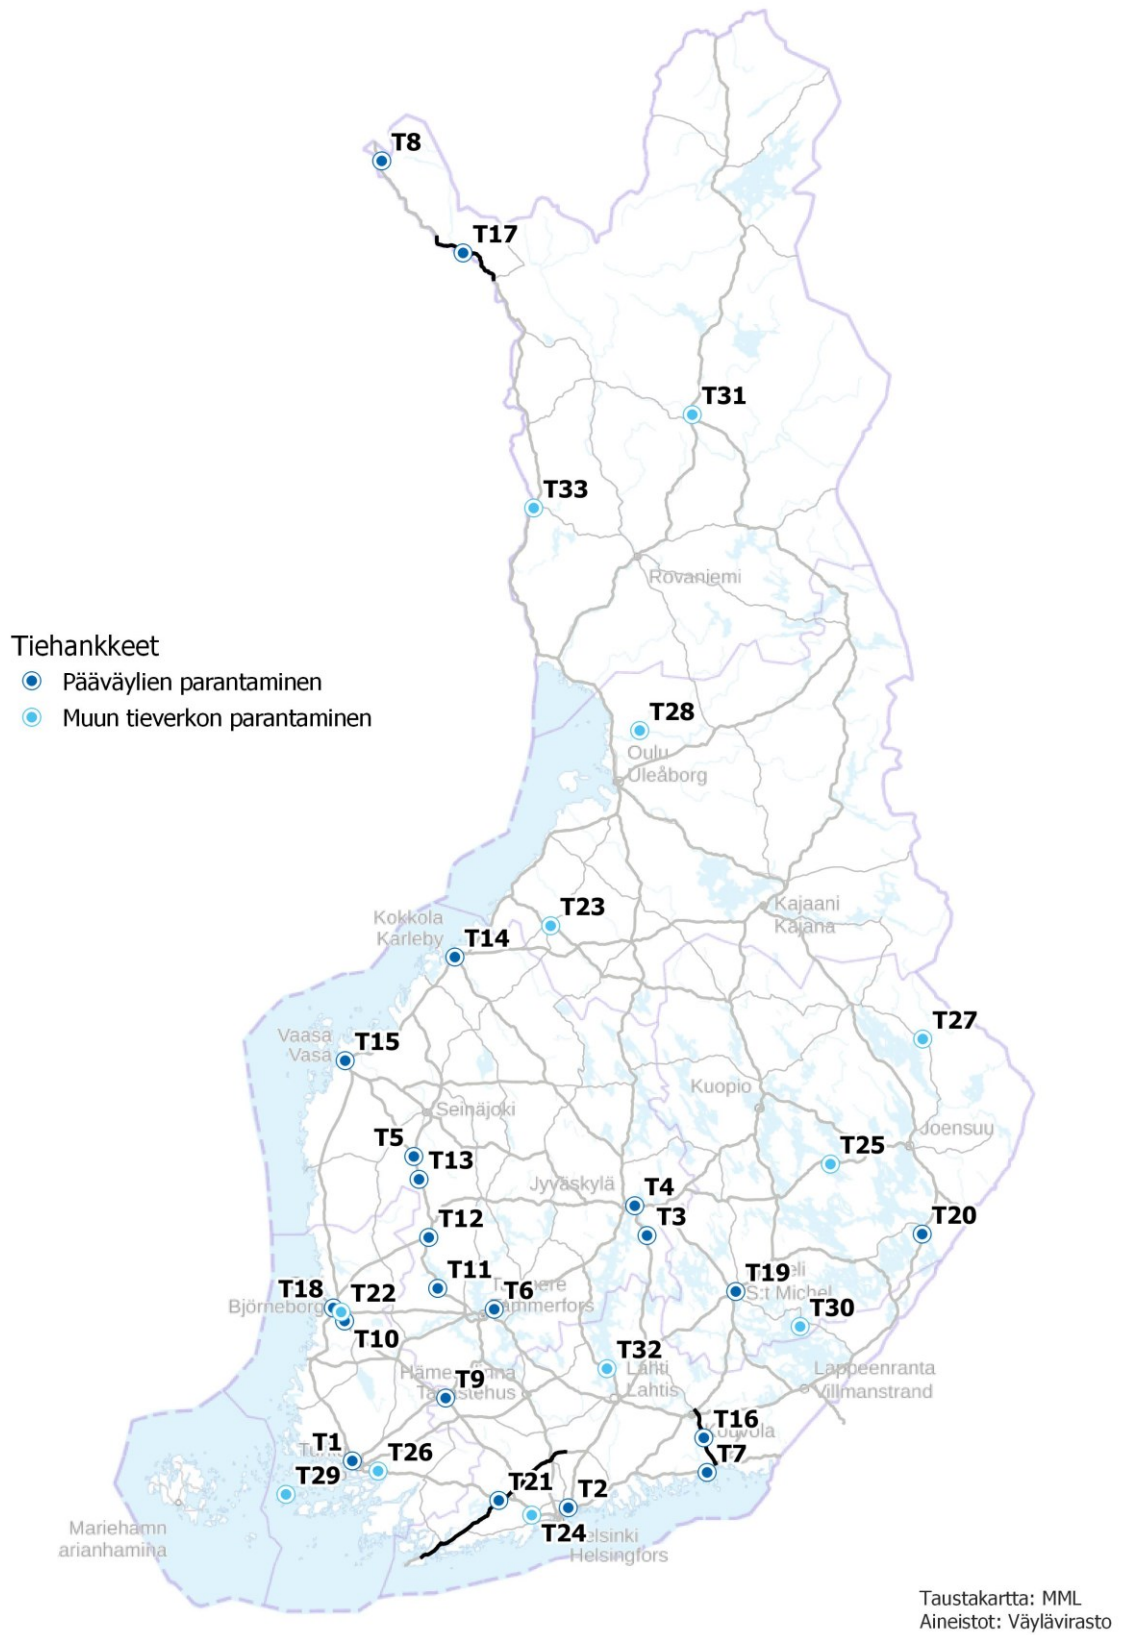 T8
T17
T31
T33
Rovaniemi
Tiehankkeet
Pääväylien parantaminen
Muun tieverkon parantaminen
T28
Oulu
Uleåborg
Kajaani
Kajana
T23
Kokkola
Karleby
T14
T27
Vaasa
Vasa
T15
Kuopio
Seinäjoki
Joensuu
T5
T13
T25
Jyväskylä
T4
T3
T20
T12
T11
T6
T19
S:t Michel
T18
T22
Björneborg
T10
T30
T32
Lahti
Lahtis
Lappeenranta
Villmanstrand
T9
T16
T1
T26
T7
T29
T21
T2
T24
Mariehamn
arianhamina
elsinki
Helsingfors
Taustakartta: MML
Aineistot: Väylävirasto